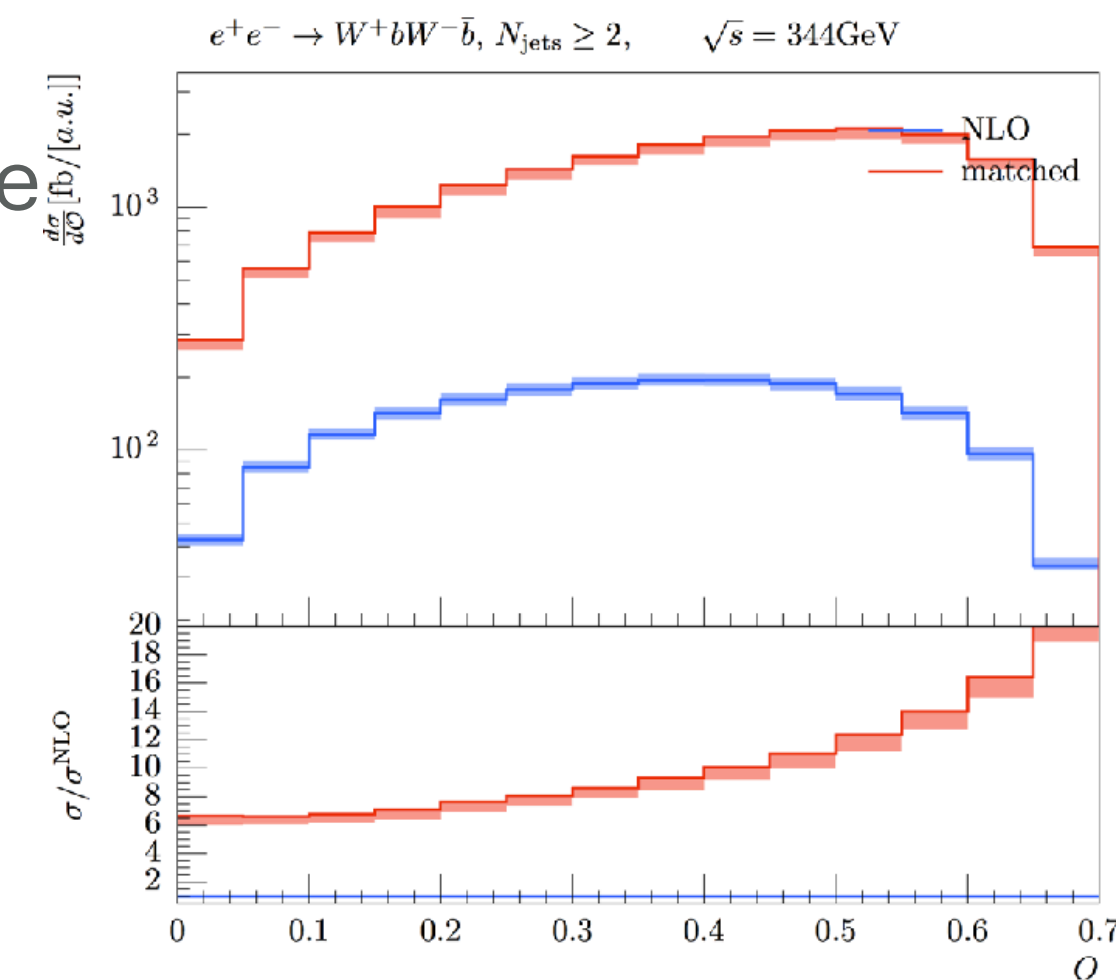 e⁺e⁻ → W⁺bW⁻b̄, N_jets ≥ 2, √s = 344GeV
e
dσ/dO [fb/[a.u.]]
NLO
matched
10³
10²
20
18
16
14
12
10
8
6
4
2
σ/σ^NLO
0 0.1 0.2 0.3 0.4 0.5 0.6 0.7
O